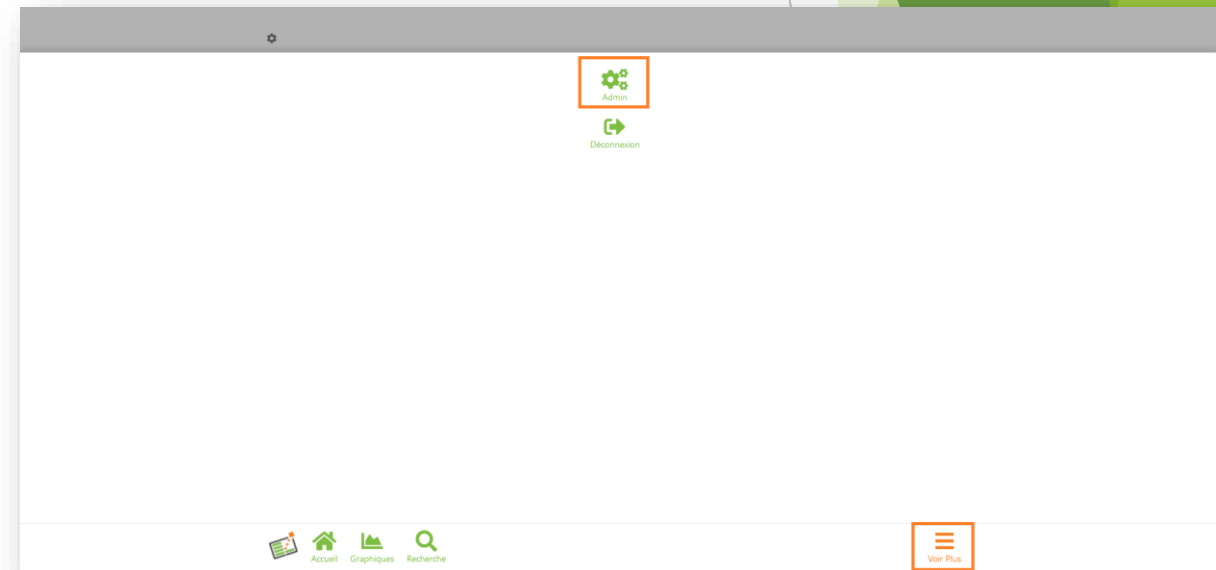 Admin
Déconnexion
Accueil
Graphiques
Recherche
Voir Plus